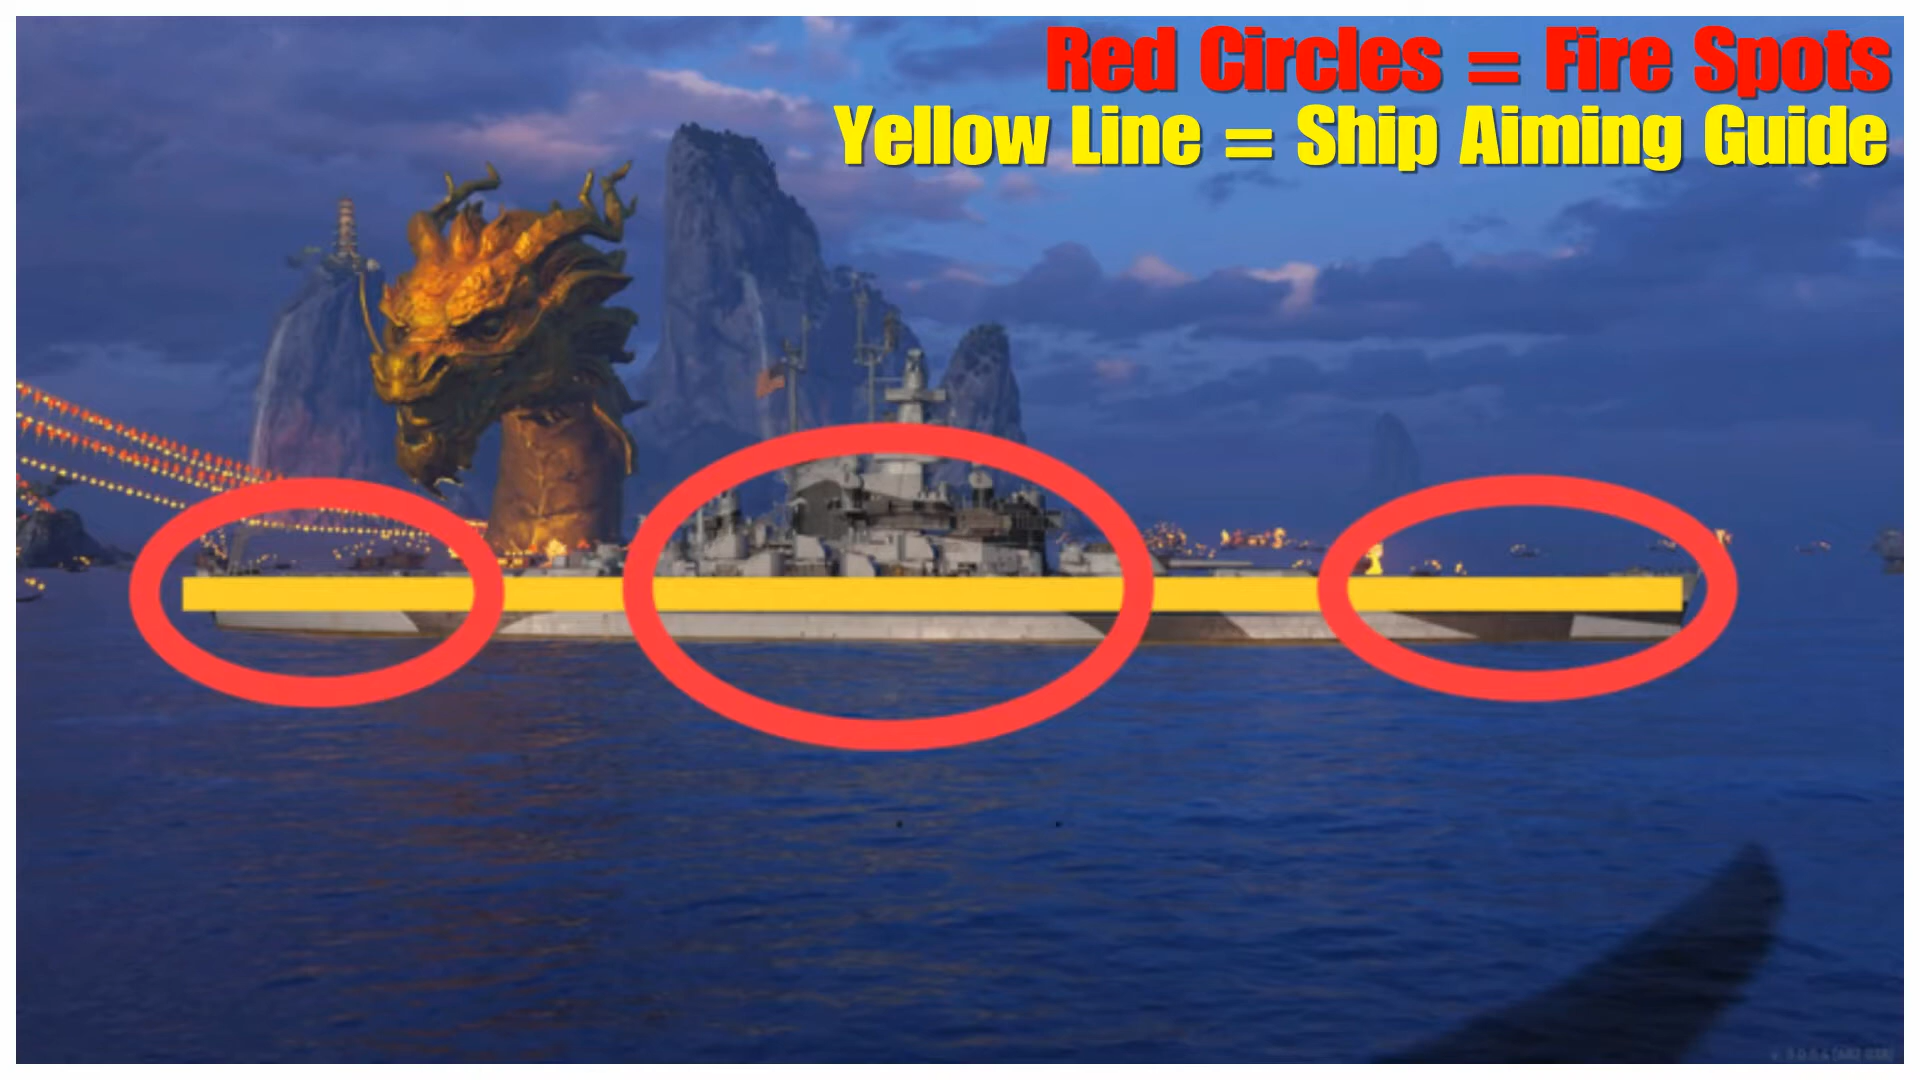 Red Circles = Fire Spots
Yellow Line = Ship Aiming Guide